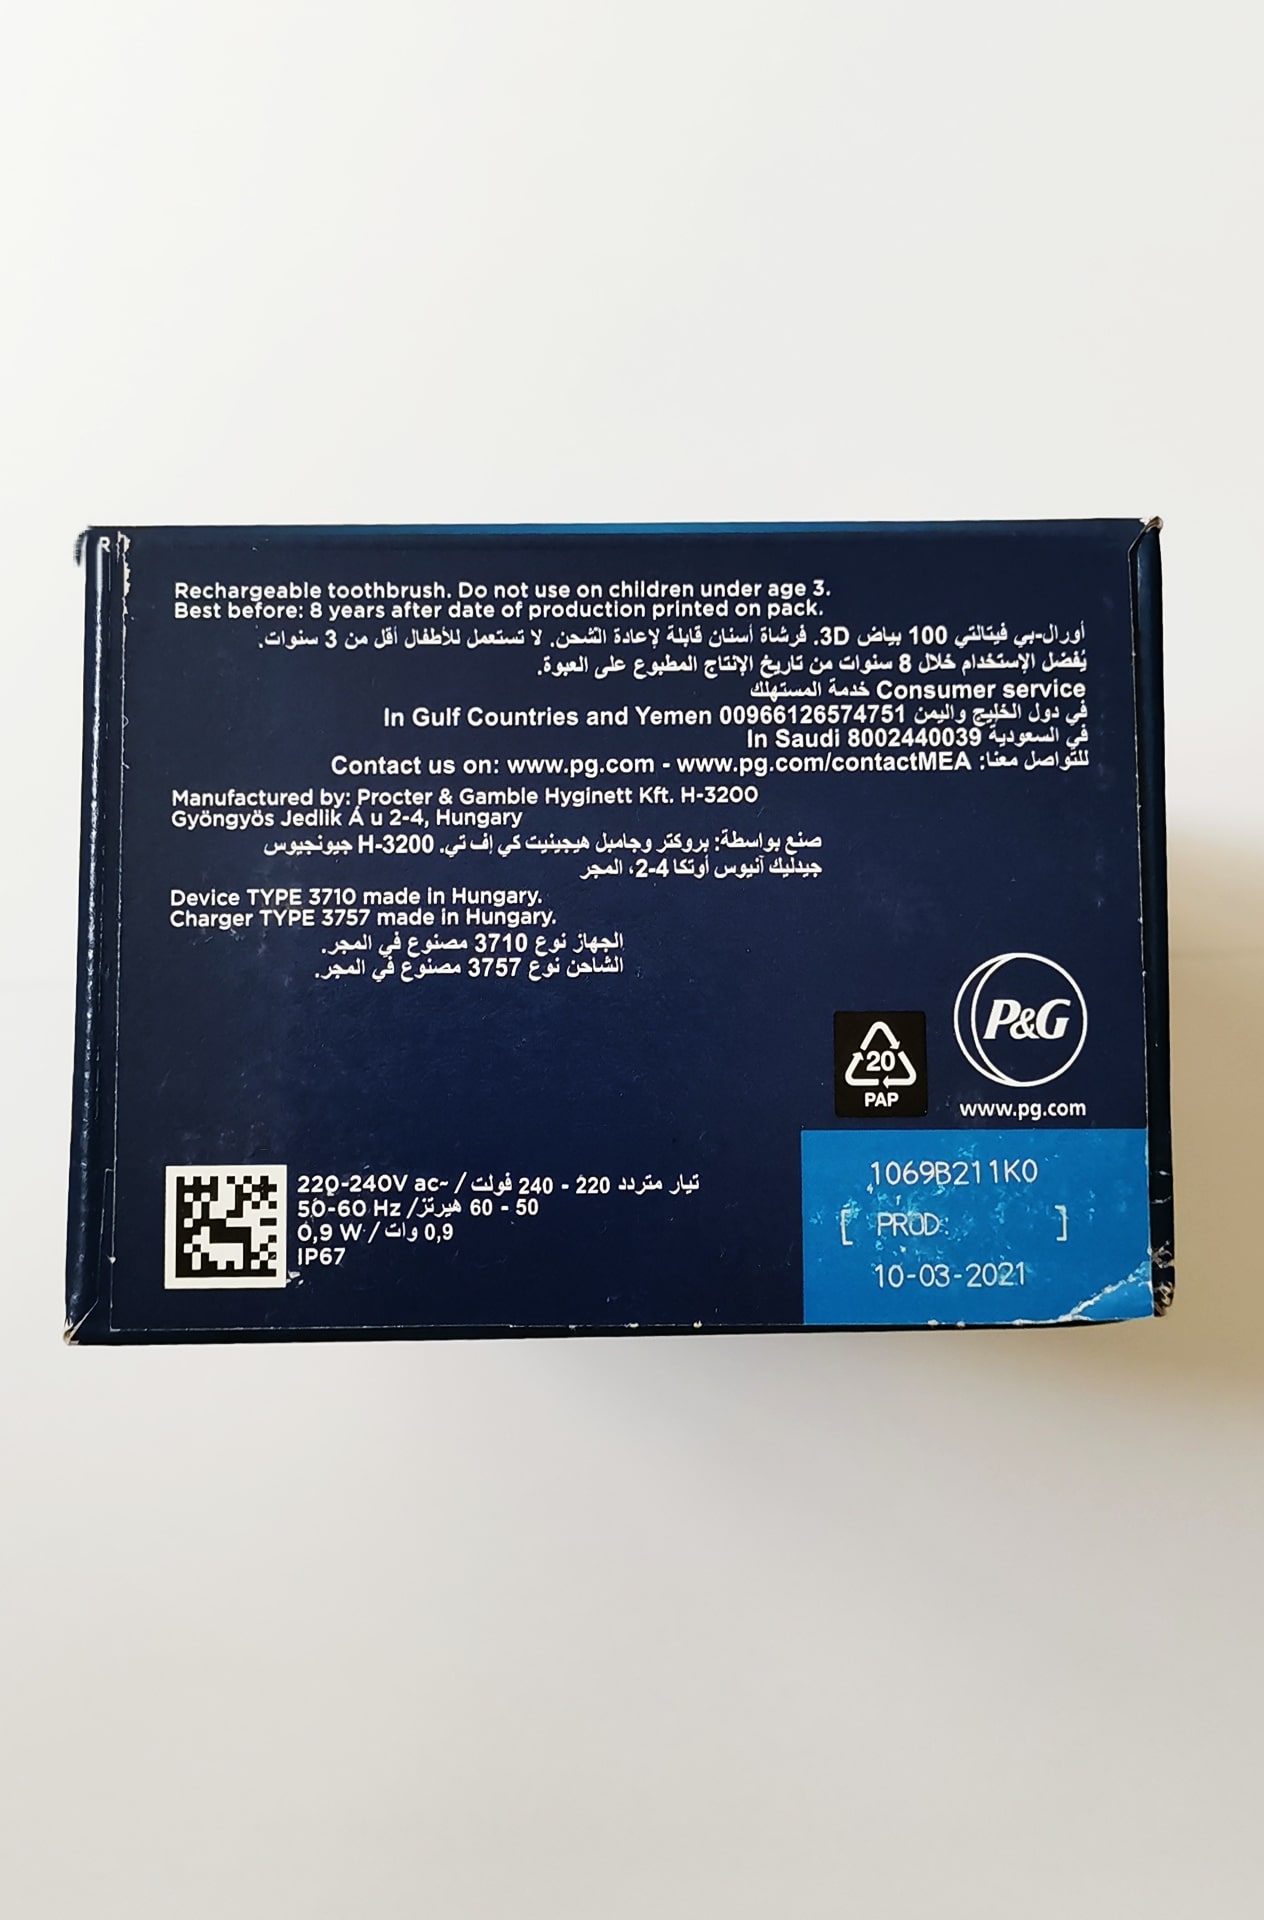 R
Rechargeable toothbrush. Do not use on children under age 3.
Best before: 8 years after date of production printed on pack.
أورال-بي فيتالتي 100 بياض 3D. فرشاة أسنان قابلة لإعادة الشحن. لا تستعمل للأطفال أقل من 3 سنوات.
يُفضل الإستخدام خلال 8 سنوات من تاريخ الإنتاج المطبوع على العبوة.
Consumer service خدمة المستهلك
في دول الخليج واليمن In Gulf Countries and Yemen 00966126574751
في السعودية In Saudi 8002440039
للتواصل معنا: Contact us on: www.pg.com - www.pg.com/contactMEA
Manufactured by: Procter & Gamble Hyginett Kft. H-3200
Gyöngyös Jedlik Á u 2-4, Hungary
صنع بواسطة: بروكتر وجامبل هيجينيت كي إف تي. H-3200 جيونجيوس
جيدليك آنيوس أوتكا 4-2، المجر
Device TYPE 3710 made in Hungary.
Charger TYPE 3757 made in Hungary.
الجهاز نوع 3710 مصنوع في المجر.
الشاحن نوع 3757 مصنوع في المجر.
P&G
20
PAP
www.pg.com
220-240V ac~ / تيار متردد 220 - 240 فولت
50-60 Hz / 50 - 60 هيرتز
0,9 W / 0,9 وات
IP67
1069B211K0
[ PROD: ]
10-03-2021